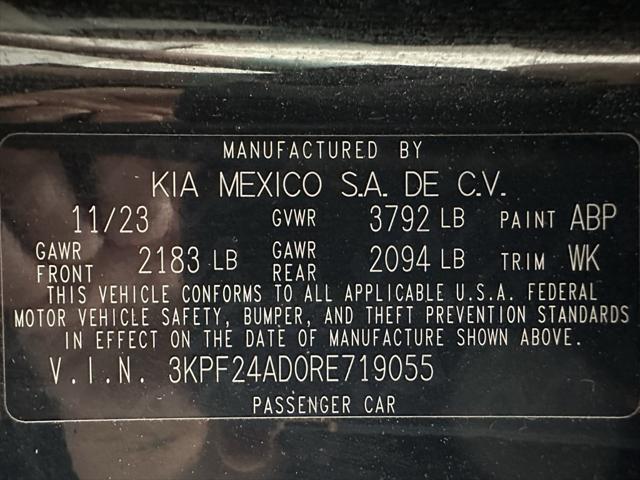 MANUFACTURED BY
KIA MEXICO S.A. DE C.V.
11/23 GVWR 3792 LB PAINT ABP
GAWR FRONT 2183 LB GAWR REAR 2094 LB TRIM WK
THIS VEHICLE CONFORMS TO ALL APPLICABLE U.S.A. FEDERAL
MOTOR VEHICLE SAFETY, BUMPER, AND THEFT PREVENTION STANDARDS
IN EFFECT ON THE DATE OF MANUFACTURE SHOWN ABOVE.
V.I.N. 3KPF24AD0RE719055
PASSENGER CAR